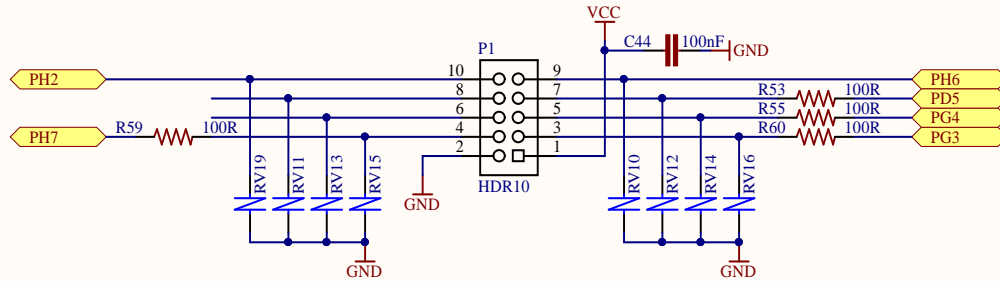 VCC
P1
C44 100nF GND
PH2 10 9 PH6
8 7 R53 100R PD5
6 5 R55 100R PG4
PH7 R59 100R 4 3 R60 100R PG3
2 1
RV19 RV11 RV13 RV15 HDR10 RV10 RV12 RV14 RV16
GND
GND GND